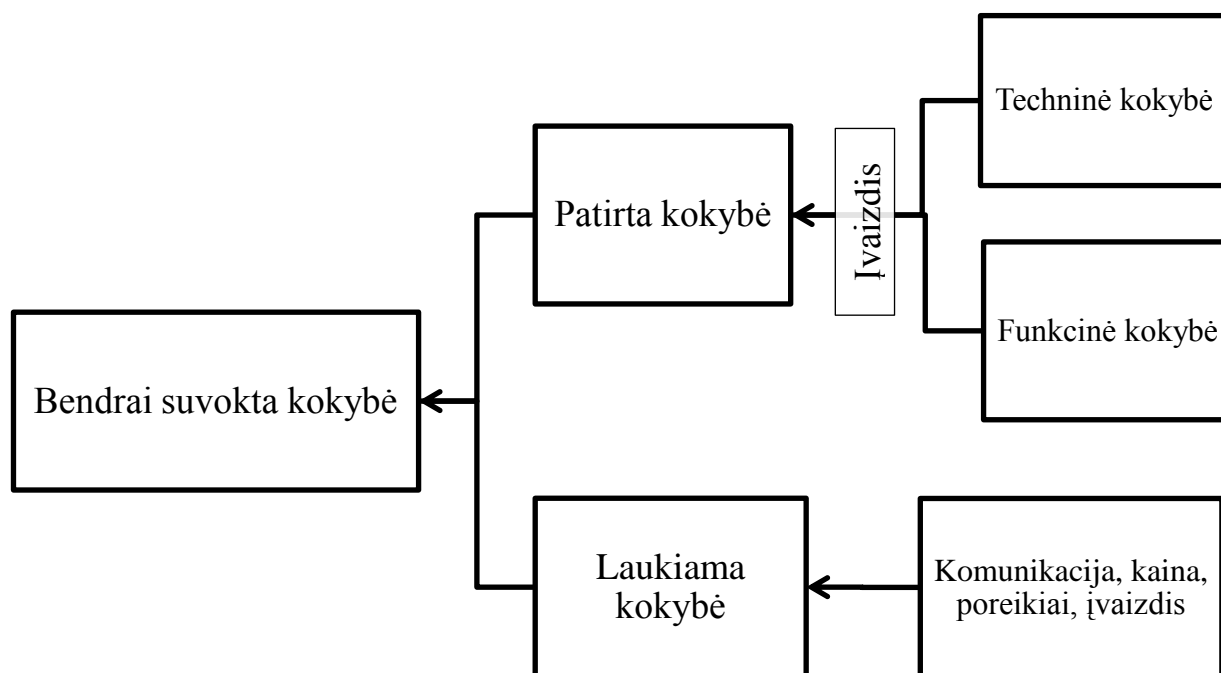 Techninė kokybė
Patirta kokybė
Įvaizdis
Funkcinė kokybė
Bendrai suvokta kokybė
Laukiama
kokybė
Komunikacija, kaina,
poreikiai, įvaizdis